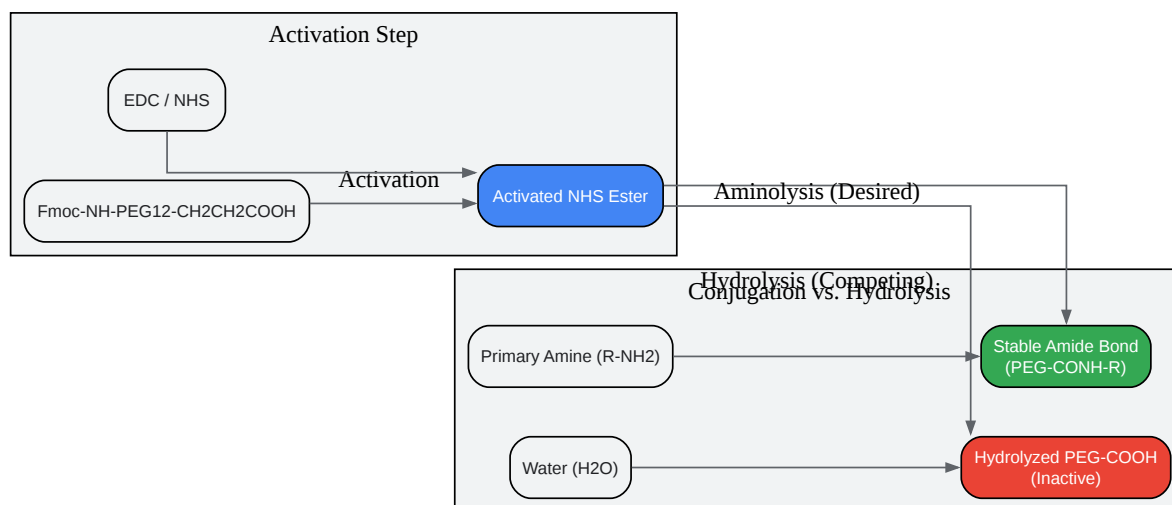 Activation Step
EDC / NHS
Activation
Fmoc-NH-PEG12-CH2CH2COOH
Activated NHS Ester
Aminolysis (Desired)
Hydrolysis (Competing)
Conjugation vs. Hydrolysis
Primary Amine (R-NH2)
Stable Amide Bond
(PEG-CONH-R)
Water (H2O)
Hydrolyzed PEG-COOH
(Inactive)